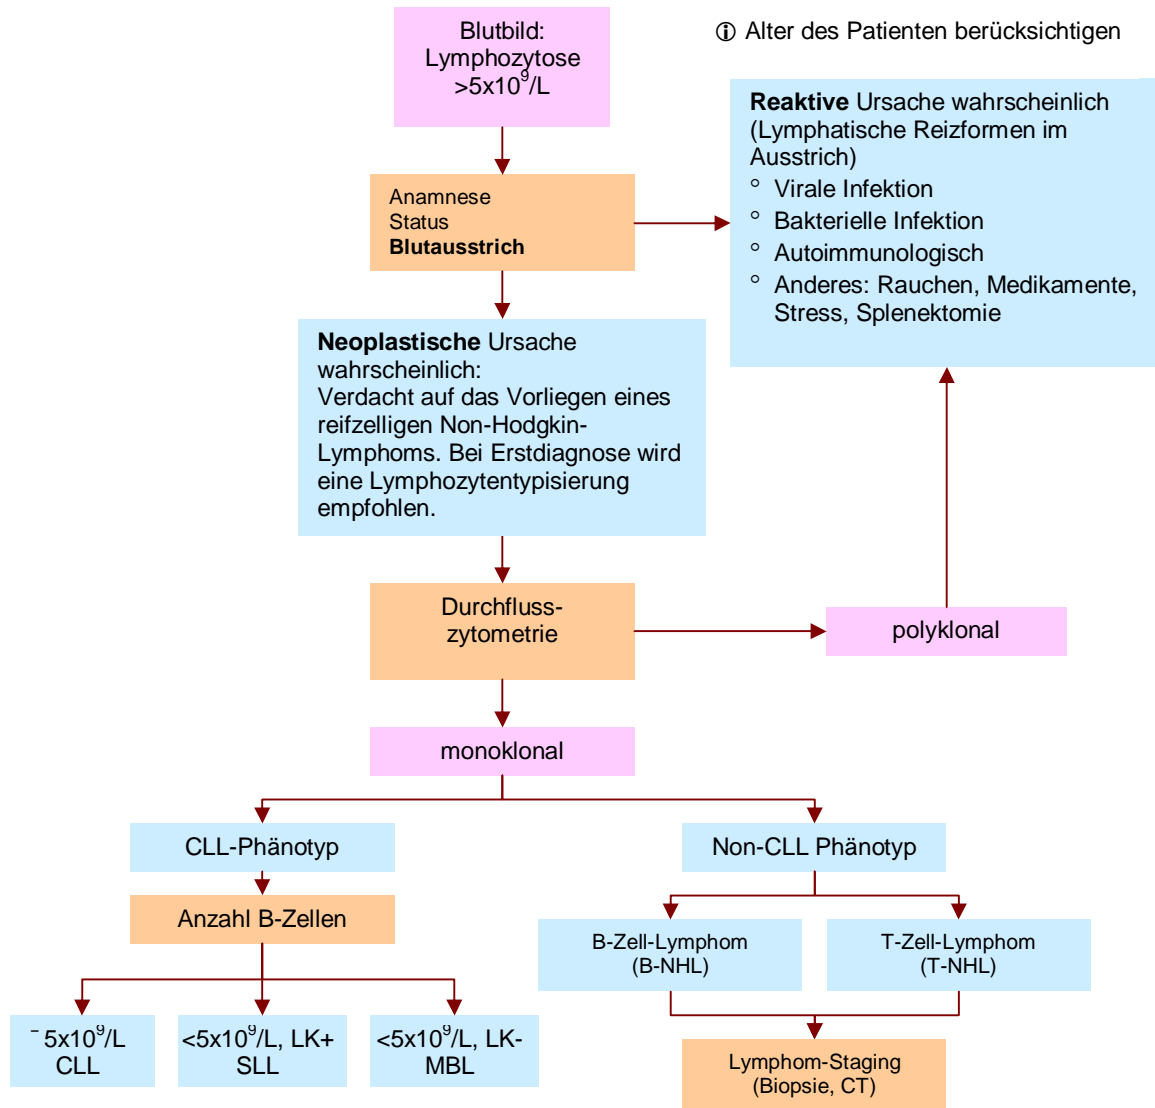 Blutbild:
Lymphozytose
>5x10⁹/L
🛈 Alter des Patienten berücksichtigen
Reaktive Ursache wahrscheinlich
(Lymphatische Reizformen im
Ausstrich)
° Virale Infektion
° Bakterielle Infektion
° Autoimmunologisch
° Anderes: Rauchen, Medikamente,
Stress, Splenektomie
Anamnese
Status
Blutausstrich
Neoplastische Ursache
wahrscheinlich:
Verdacht auf das Vorliegen eines
reifzelligen Non-Hodgkin-
Lymphoms. Bei Erstdiagnose wird
eine Lymphozytentypisierung
empfohlen.
Durchfluss-
zytometrie
polyklonal
monoklonal
CLL-Phänotyp
Non-CLL Phänotyp
Anzahl B-Zellen
B-Zell-Lymphom
(B-NHL)
T-Zell-Lymphom
(T-NHL)
¯ 5x10⁹/L
CLL
<5x10⁹/L, LK+
SLL
<5x10⁹/L, LK-
MBL
Lymphom-Staging
(Biopsie, CT)